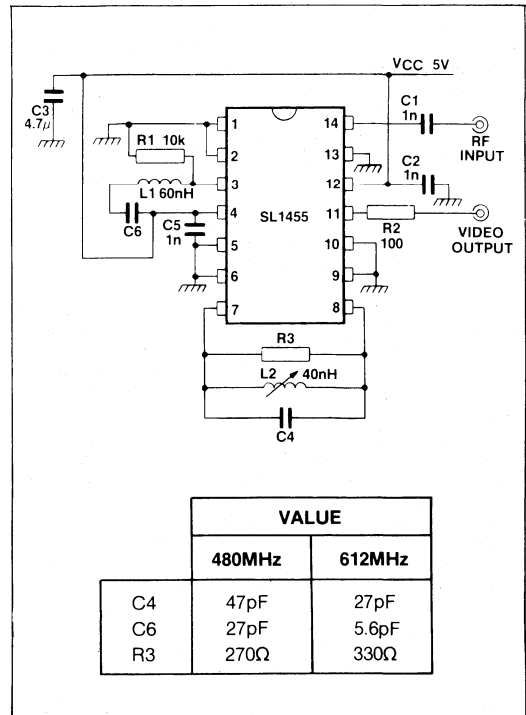 VCC 5V
C3
4.7μ
C1
1n
RF
INPUT
R1 10k
L1 60nH
C6
C5
1n
1
2
3
4
5
6
7
SL1455
14
13
12
11
10
9
8
C2
1n
R2
100
VIDEO
OUTPUT
R3
L2 40nH
C4
VALUE
480MHz 612MHz
C4 47pF 27pF
C6 27pF 5.6pF
R3 270Ω 330Ω